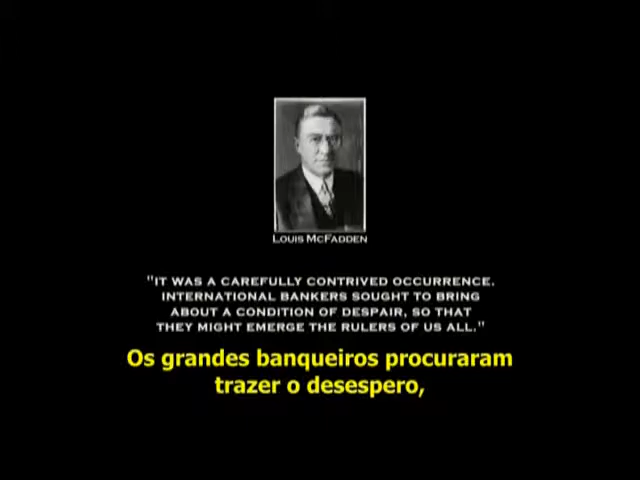 LOUIS MCFADDEN
"IT WAS A CAREFULLY CONTRIVED OCCURRENCE.
INTERNATIONAL BANKERS SOUGHT TO BRING
ABOUT A CONDITION OF DESPAIR, SO THAT
THEY MIGHT EMERGE THE RULERS OF US ALL."
Os grandes banqueiros procuraram
trazer o desespero,